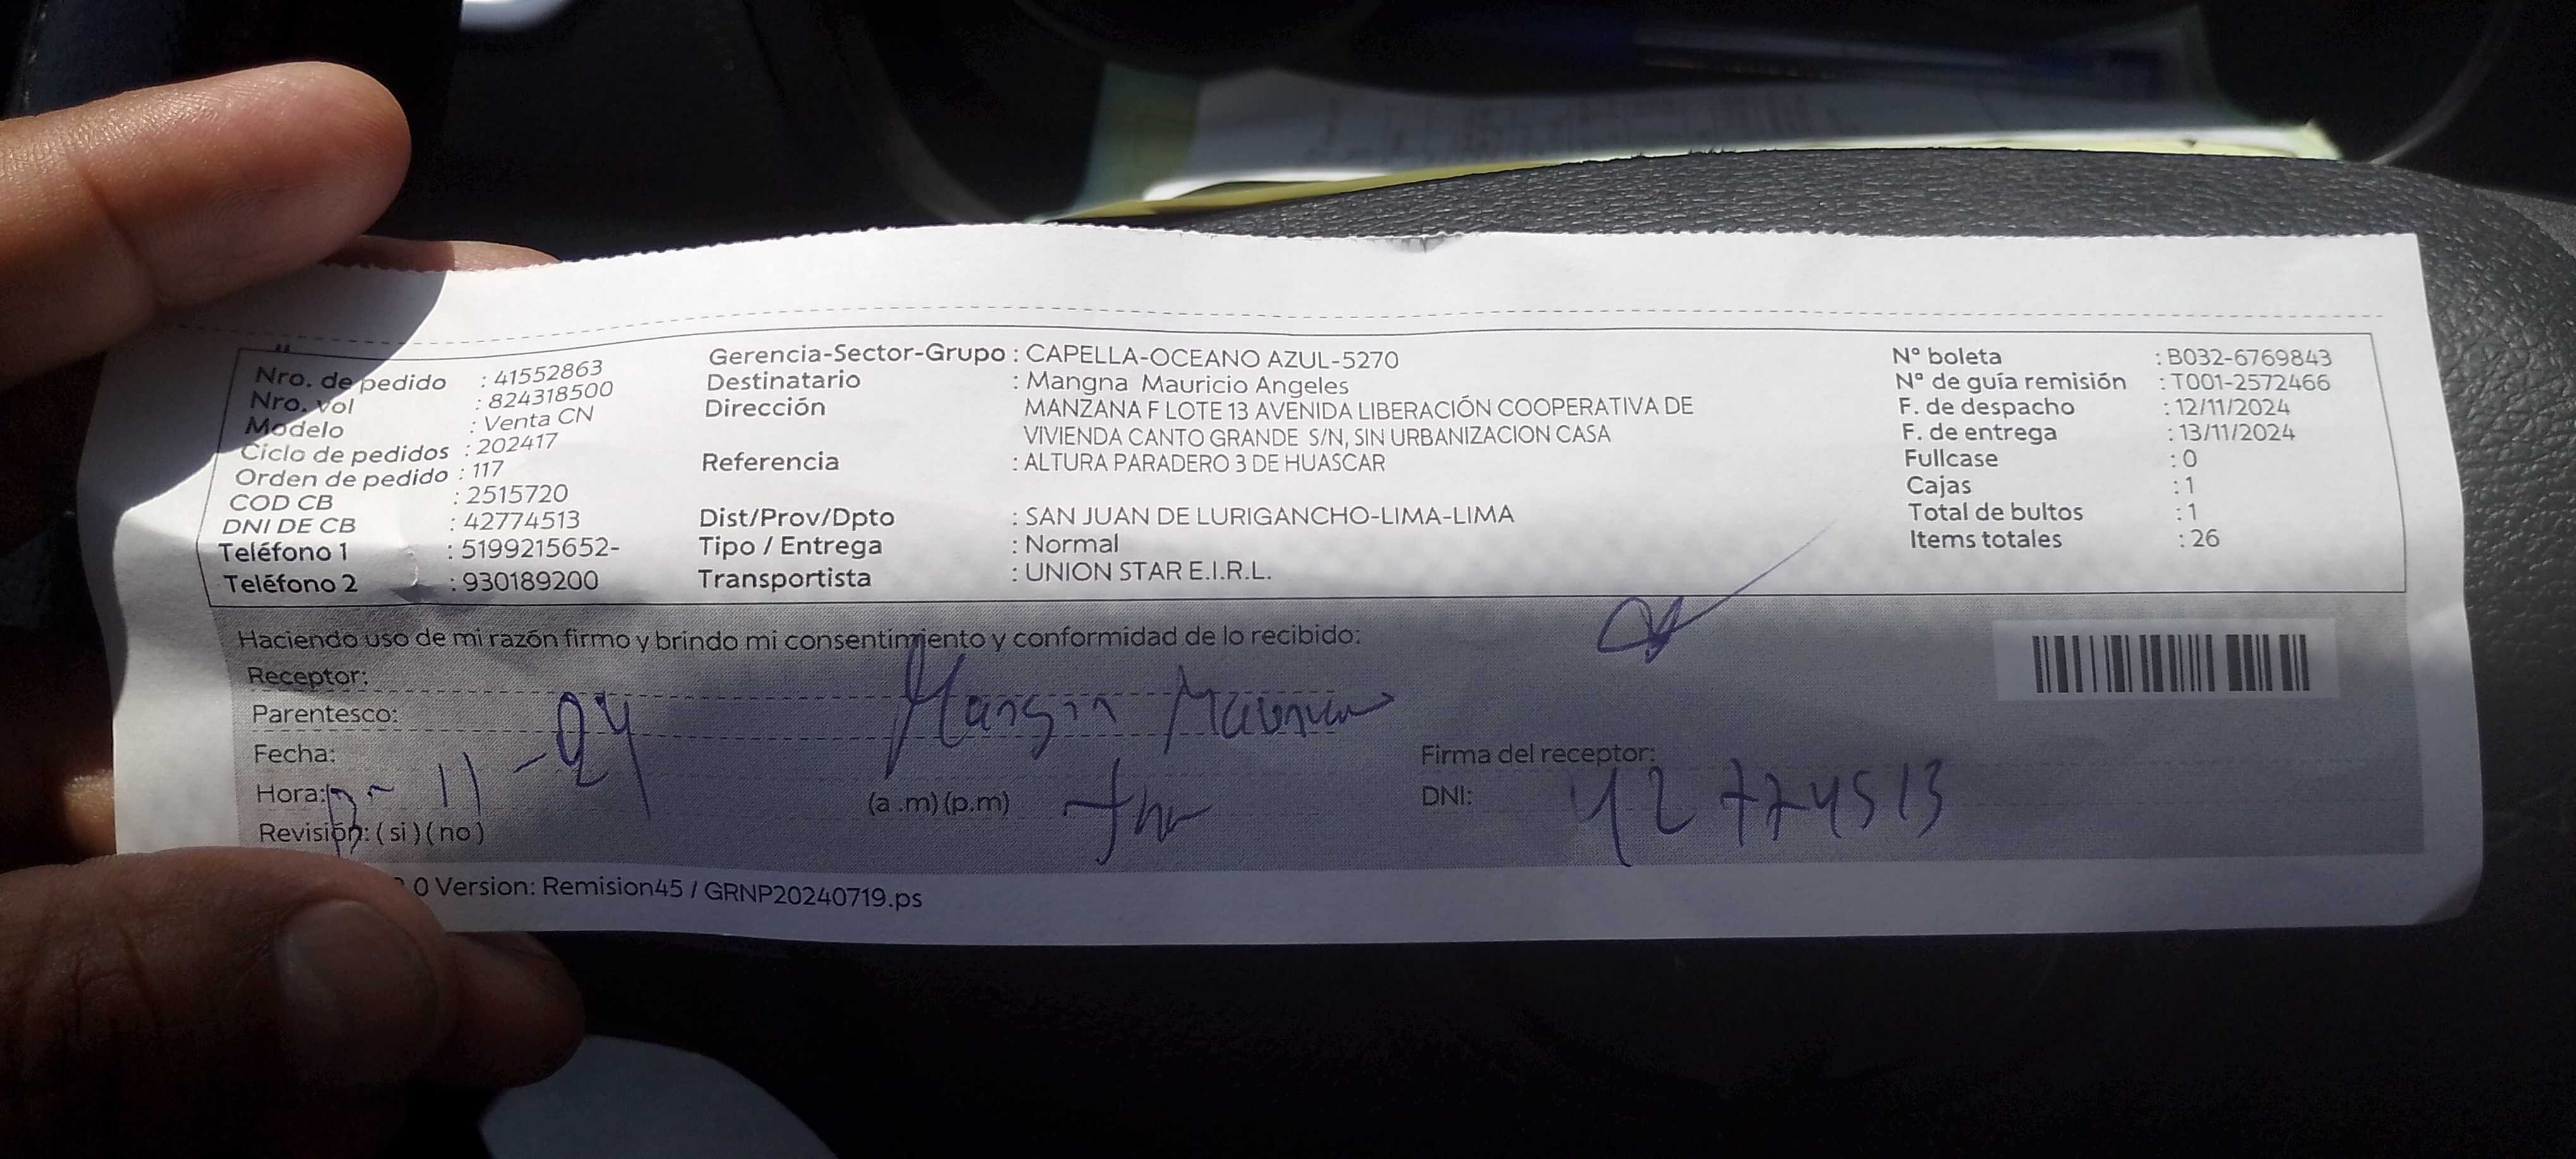 Nro. de pedido : 41552863
Nro. vol : 824318500
Modelo : Venta CN
Ciclo de pedidos : 202417
Orden de pedido : 117
COD CB : 2515720
DNI DE CB : 42774513
Teléfono 1 : 5199215652-
Teléfono 2 : 930189200
Gerencia-Sector-Grupo : CAPELLA-OCEANO AZUL-5270
Destinatario : Mangna Mauricio Angeles
Dirección MANZANA F LOTE 13 AVENIDA LIBERACIÓN COOPERATIVA DE
VIVIENDA CANTO GRANDE S/N, SIN URBANIZACION CASA
Referencia : ALTURA PARADERO 3 DE HUASCAR
Dist/Prov/Dpto : SAN JUAN DE LURIGANCHO-LIMA-LIMA
Tipo / Entrega : Normal
Transportista : UNION STAR E.I.R.L.
N° boleta : B032-6769843
N° de guía remisión : T001-2572466
F. de despacho : 12/11/2024
F. de entrega : 13/11/2024
Fullcase : 0
Cajas : 1
Total de bultos : 1
Items totales : 26
Haciendo uso de mi razón firmo y brindo mi consentimiento y conformidad de lo recibido:
Receptor:
Parentesco:
Fecha: 11 - 24
Hora: (a .m) (p.m)
Revisión: ( si ) ( no )
Firma del receptor:
DNI: 42774513
0 Version: Remision45 / GRNP20240719.ps